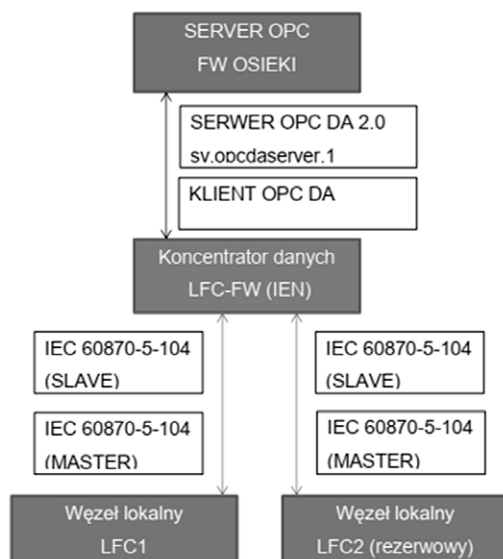 SERVER OPC
FW OSIEKI
SERWER OPC DA 2.0
sv.opcdaserver.1
KLIENT OPC DA
Koncentrator danych
LFC-FW (IEN)
IEC 60870-5-104
(SLAVE)
IEC 60870-5-104
(MASTER)
IEC 60870-5-104
(SLAVE)
IEC 60870-5-104
(MASTER)
Węzeł lokalny
LFC1
Węzeł lokalny
LFC2 (rezerwowy)